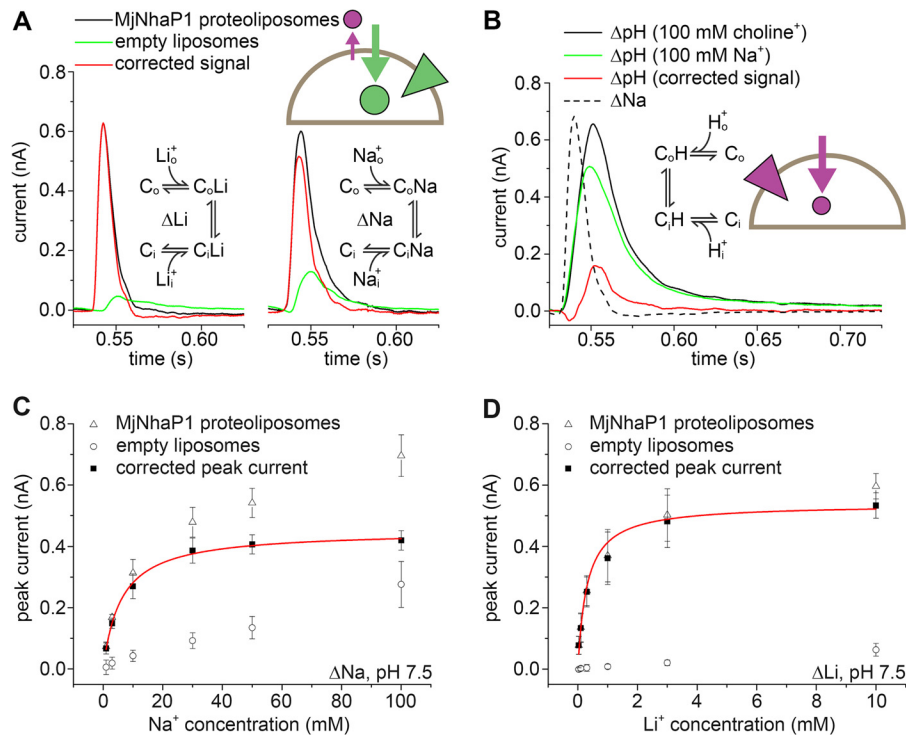 A
MjNhaP1 proteoliposomes
empty liposomes
corrected signal
current (nA)
0.8
0.6
0.4
0.2
0.0
Li⁺ₒ
Cₒ ⇌ CₒLi
ΔLi
Cᵢ ⇌ CᵢLi
Li⁺ᵢ
0.55 0.60
time (s)
Na⁺ₒ
Cₒ ⇌ CₒNa
ΔNa
Cᵢ ⇌ CᵢNa
Na⁺ᵢ
0.55 0.60
time (s)
B
ΔpH (100 mM choline⁺)
ΔpH (100 mM Na⁺)
ΔpH (corrected signal)
ΔNa
current (nA)
0.8
0.6
0.4
0.2
0.0
H⁺ₒ
CₒH ⇌ Cₒ
CᵢH ⇌ Cᵢ
H⁺ᵢ
0.55 0.60 0.65 0.70
time (s)
C
MjNhaP1 proteoliposomes
empty liposomes
corrected peak current
peak current (nA)
0.8
0.6
0.4
0.2
0.0
ΔNa, pH 7.5
0 20 40 60 80 100
Na⁺ concentration (mM)
D
MjNhaP1 proteoliposomes
empty liposomes
corrected peak current
peak current (nA)
0.8
0.6
0.4
0.2
0.0
ΔLi, pH 7.5
0 2 4 6 8 10
Li⁺ concentration (mM)